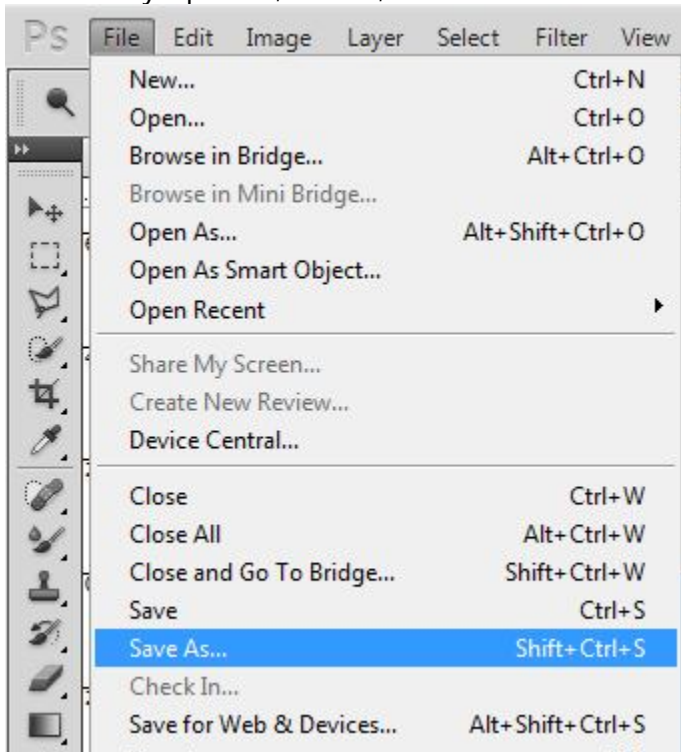 Ps File Edit Image Layer Select Filter View
New... Ctrl+N
Open... Ctrl+O
Browse in Bridge... Alt+Ctrl+O
Browse in Mini Bridge...
Open As... Alt+Shift+Ctrl+O
Open As Smart Object...
Open Recent
Share My Screen...
Create New Review...
Device Central...
Close Ctrl+W
Close All Alt+Ctrl+W
Close and Go To Bridge... Shift+Ctrl+W
Save Ctrl+S
Save As... Shift+Ctrl+S
Check In...
Save for Web & Devices... Alt+Shift+Ctrl+S